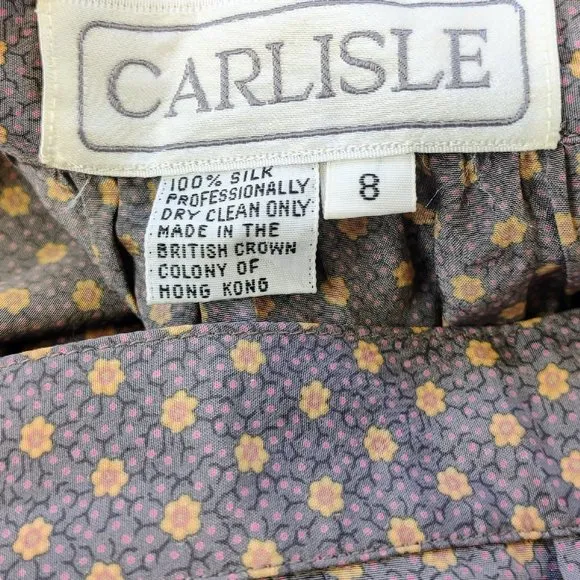 CARLISLE
100% SILK
PROFESSIONALLY
DRY CLEAN ONLY
MADE IN THE
BRITISH CROWN
COLONY OF
HONG KONG
8